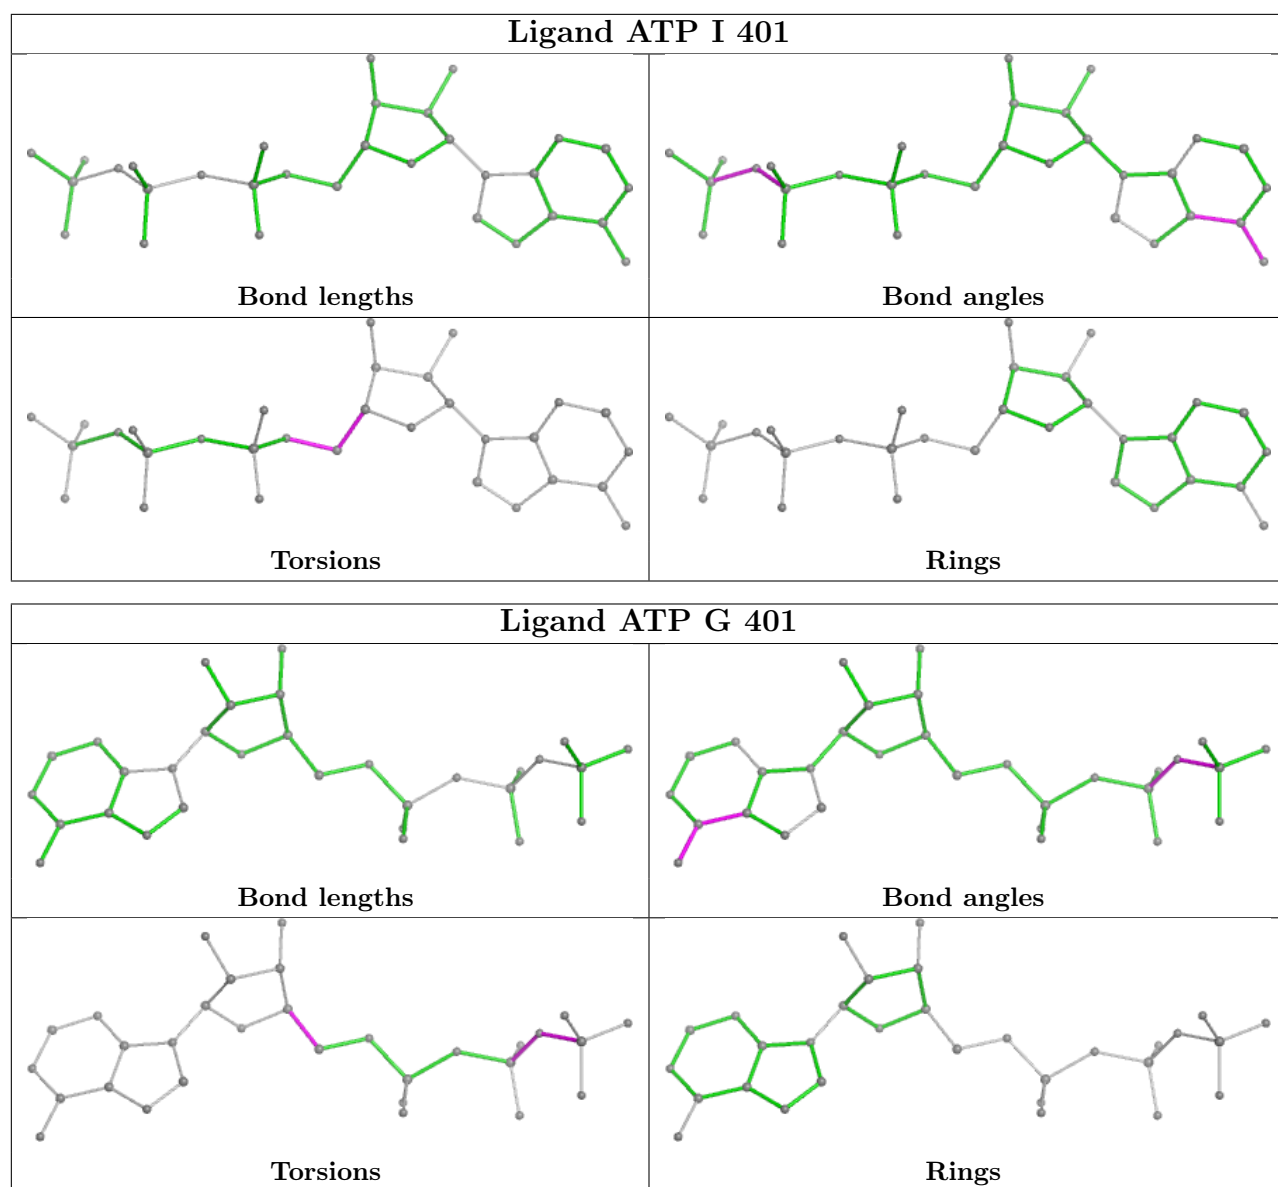 Ligand ATP I 401
Bond lengths
Bond angles
Torsions
Rings
Ligand ATP G 401
Bond lengths
Bond angles
Torsions
Rings